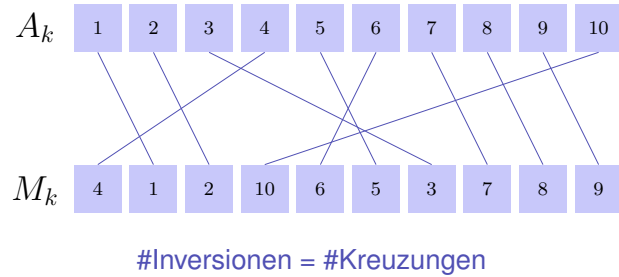 A_k 1 2 3 4 5 6 7 8 9 10
M_k 4 1 2 10 6 5 3 7 8 9
#Inversionen = #Kreuzungen